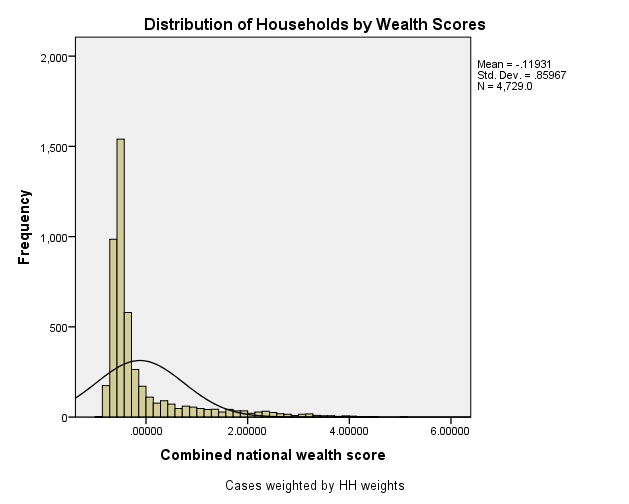 Distribution of Households by Wealth Scores
Mean = -.11931
Std. Dev. = .85967
N = 4,729.0
2,000
1,500
1,000
500
0
Frequency
.00000 2.00000 4.00000 6.00000
Combined national wealth score
Cases weighted by HH weights